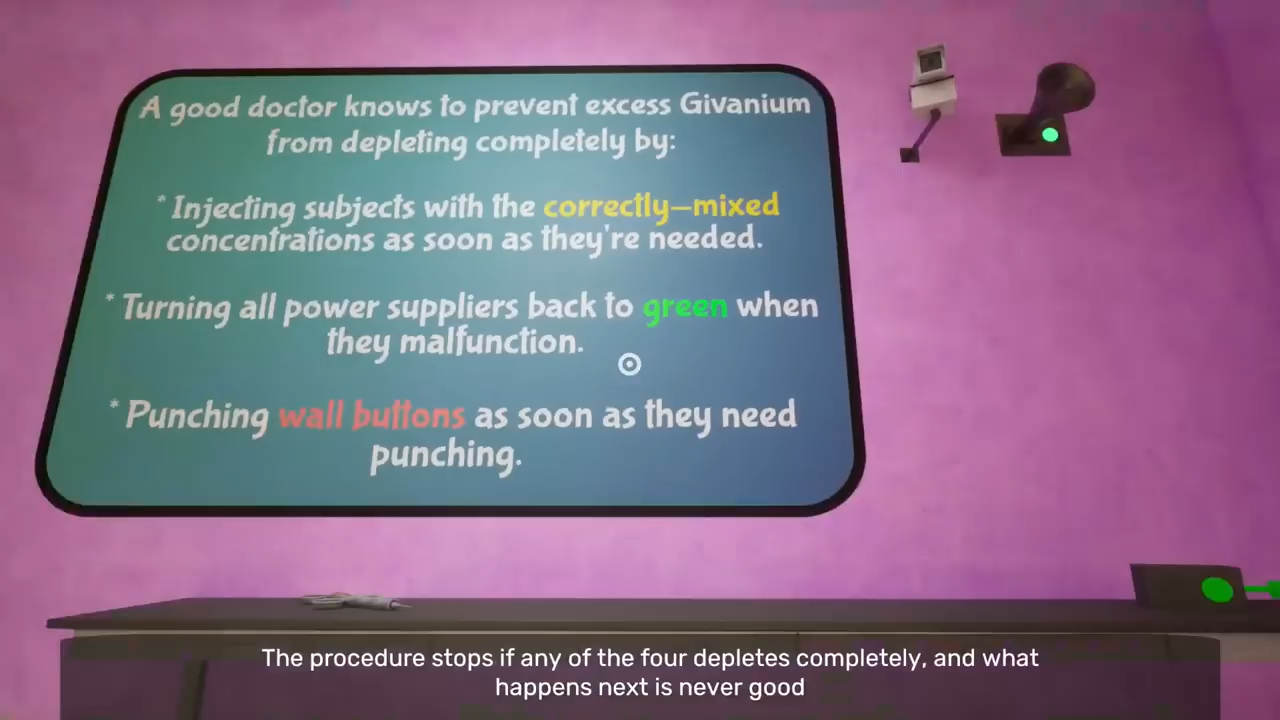 A good doctor knows to prevent excess Givanium
from depleting completely by:
* Injecting subjects with the correctly-mixed
concentrations as soon as they're needed.
* Turning all power suppliers back to green when
they malfunction.
* Punching wall buttons as soon as they need
punching.
The procedure stops if any of the four depletes completely, and what
happens next is never good